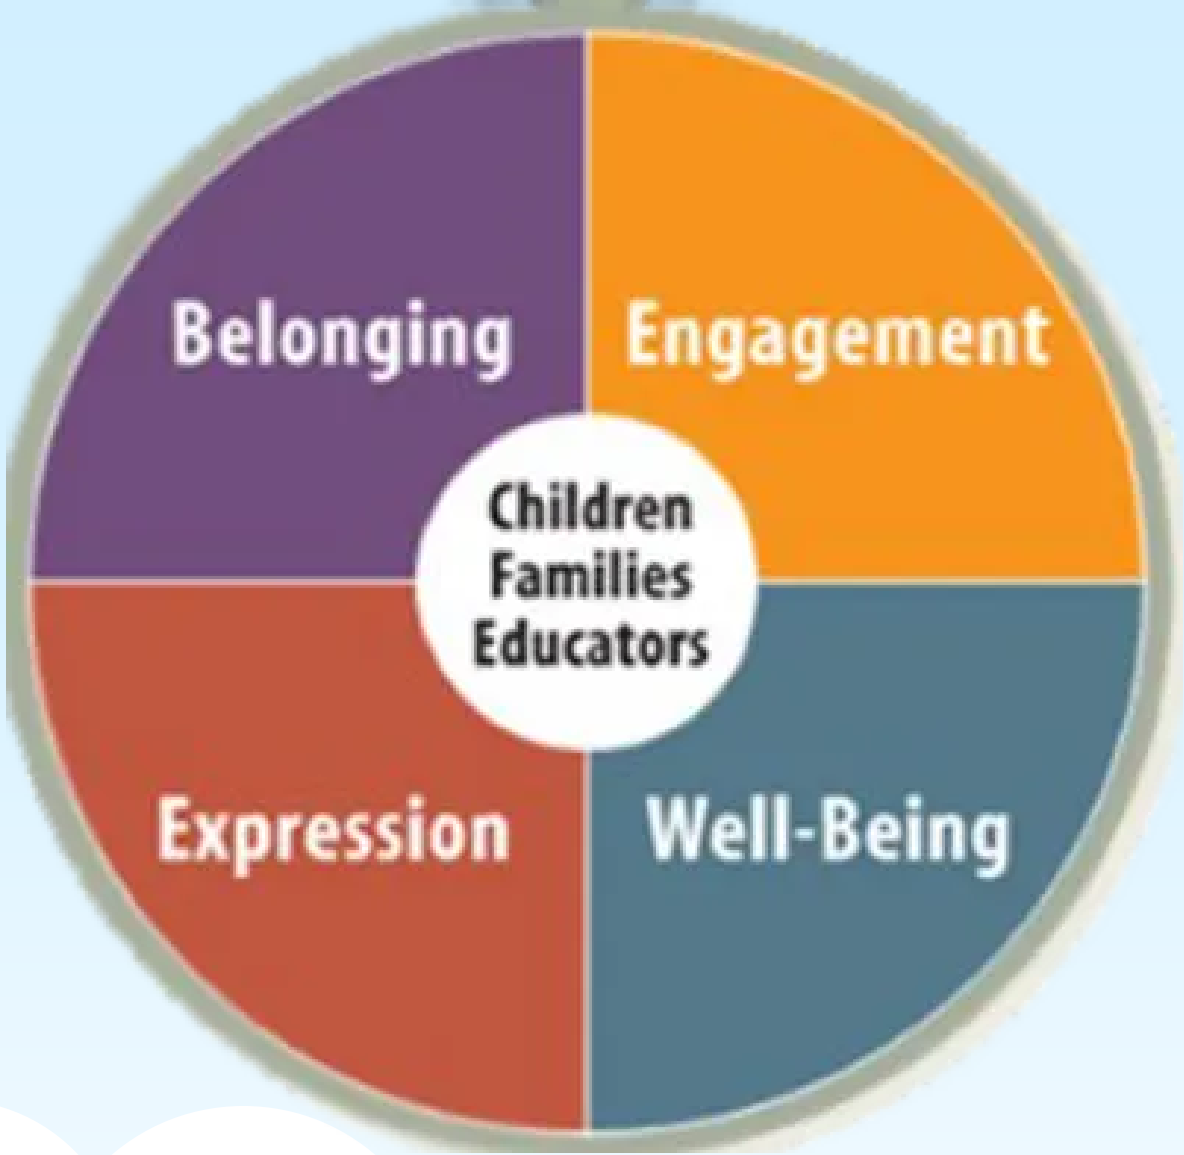 Belonging
Engagement
Children
Families
Educators
Expression
Well-Being